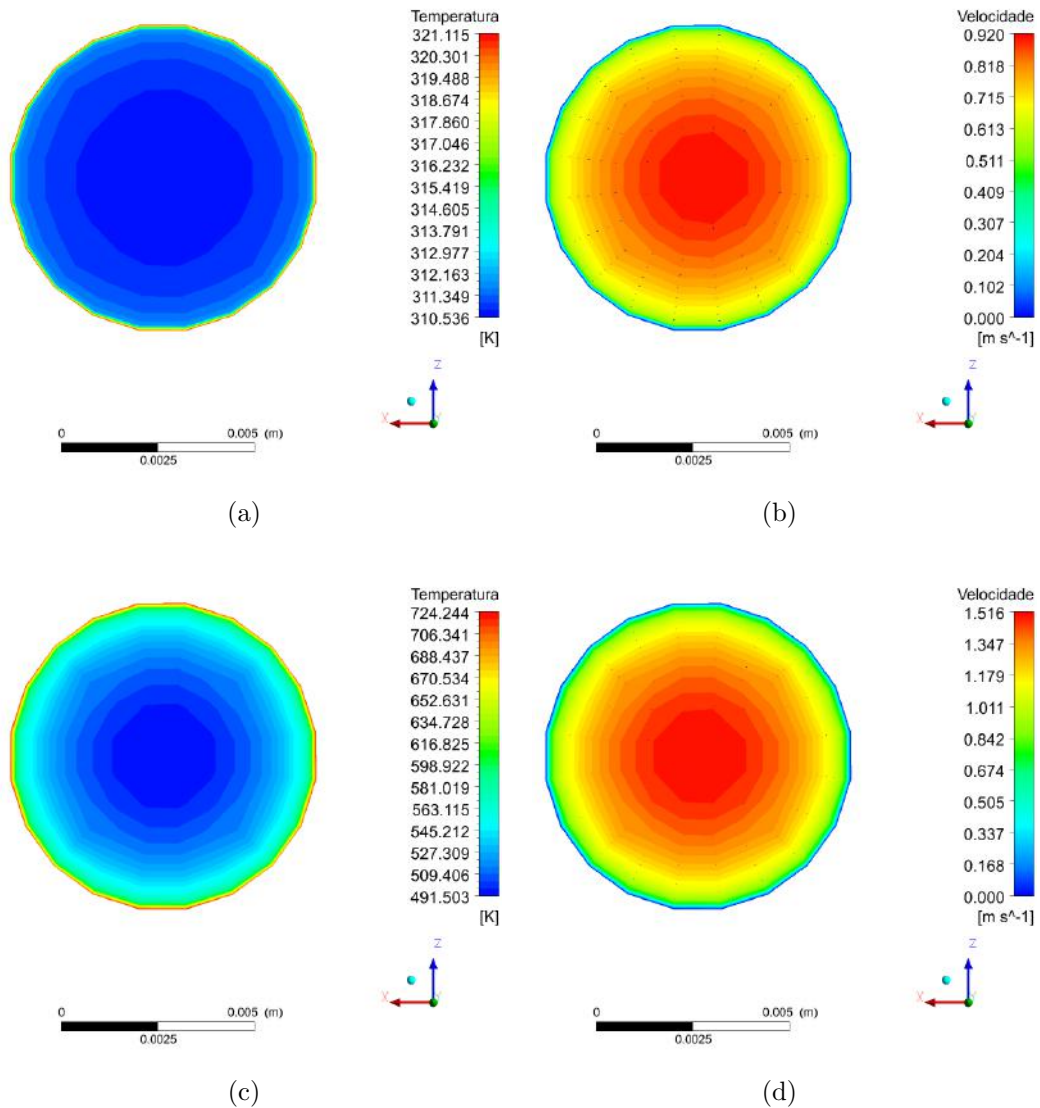 Temperatura
321.115
320.301
319.488
318.674
317.860
317.046
316.232
315.419
314.605
313.791
312.977
312.163
311.349
310.536
[K]
Z
X
Y
0 0.005 (m)
0.0025
(a)
Velocidade
0.920
0.818
0.715
0.613
0.511
0.409
0.307
0.204
0.102
0.000
[m s^-1]
Z
X
Y
0 0.005 (m)
0.0025
(b)
Temperatura
724.244
706.341
688.437
670.534
652.631
634.728
616.825
598.922
581.019
563.115
545.212
527.309
509.406
491.503
[K]
Z
X
Y
0 0.005 (m)
0.0025
(c)
Velocidade
1.516
1.347
1.179
1.011
0.842
0.674
0.505
0.337
0.168
0.000
[m s^-1]
Z
X
Y
0 0.005 (m)
0.0025
(d)